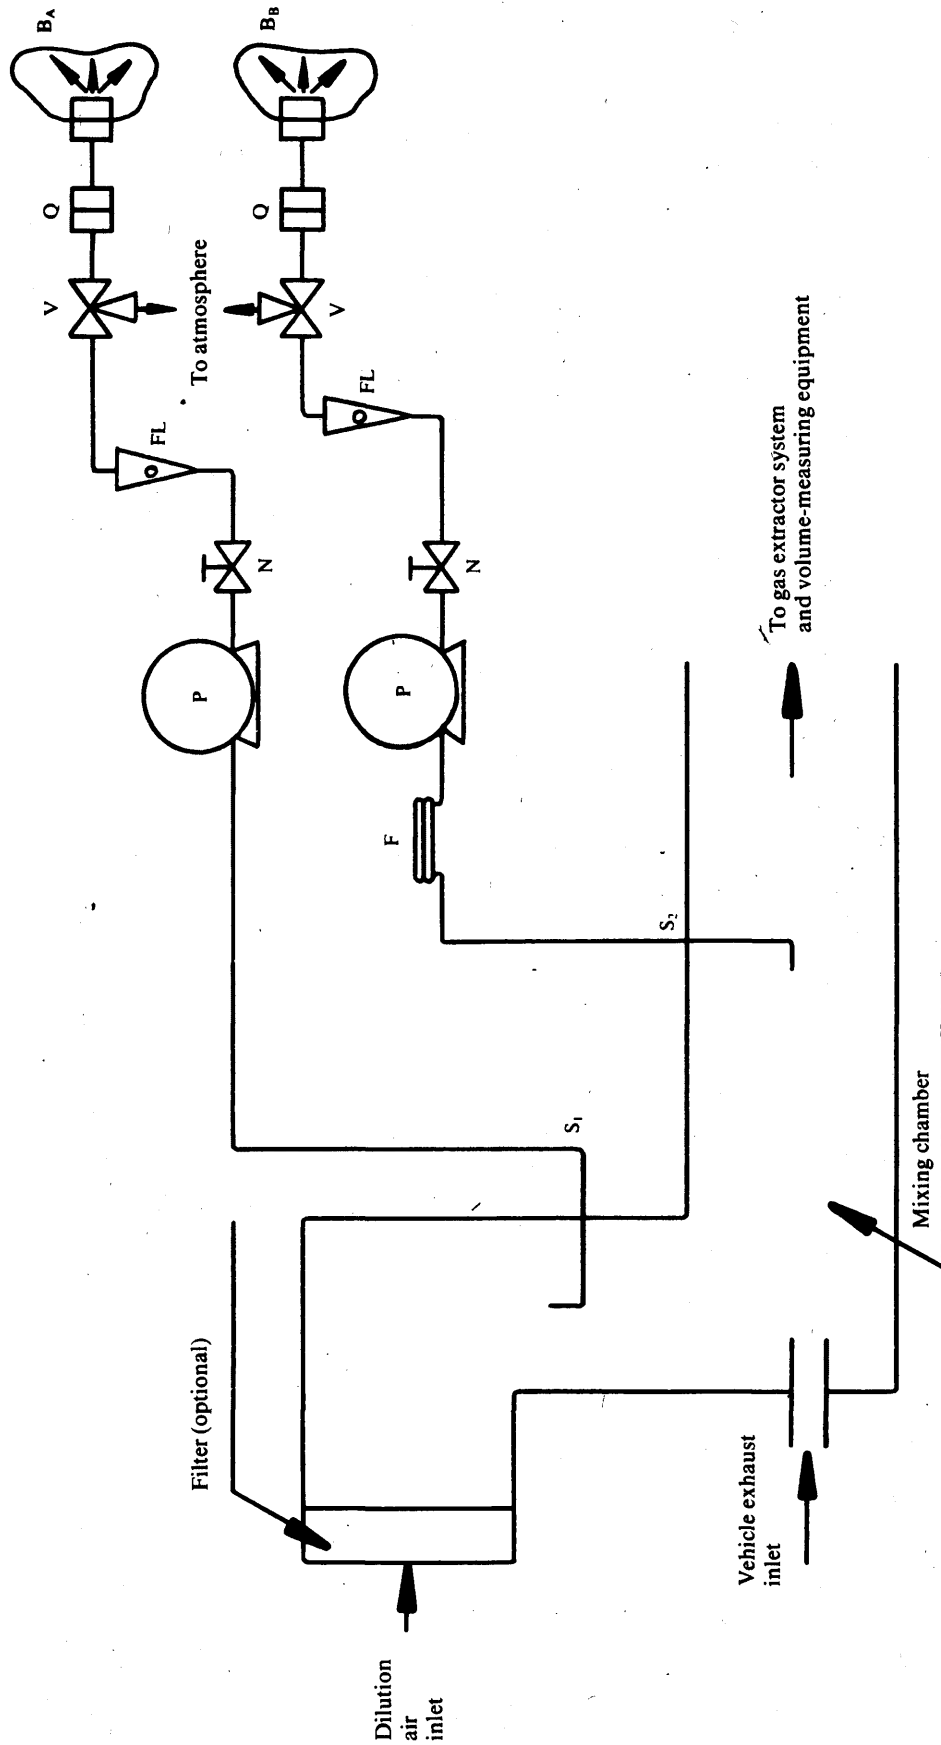 B_A
Q
V
FL
N
P
To atmosphere
B_B
Q
V
FL
N
P
F
S_2
S_1
Filter (optional)
Dilution
air
inlet
Vehicle exhaust
inlet
Mixing chamber
To gas extractor system
and volume-measuring equipment